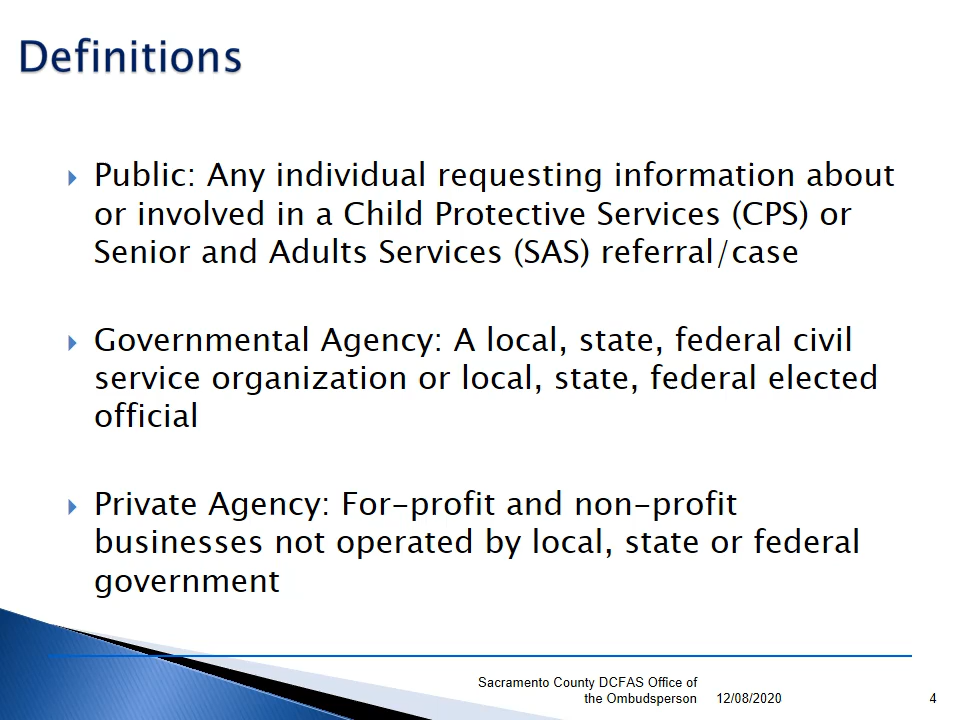 Definitions
Public: Any individual requesting information about
or involved in a Child Protective Services (CPS) or
Senior and Adults Services (SAS) referral/case
Governmental Agency: A local, state, federal civil
service organization or local, state, federal elected
official
Private Agency: For-profit and non-profit
businesses not operated by local, state or federal
government
Sacramento County DCFAS Office of
the Ombudsperson
12/08/2020
4